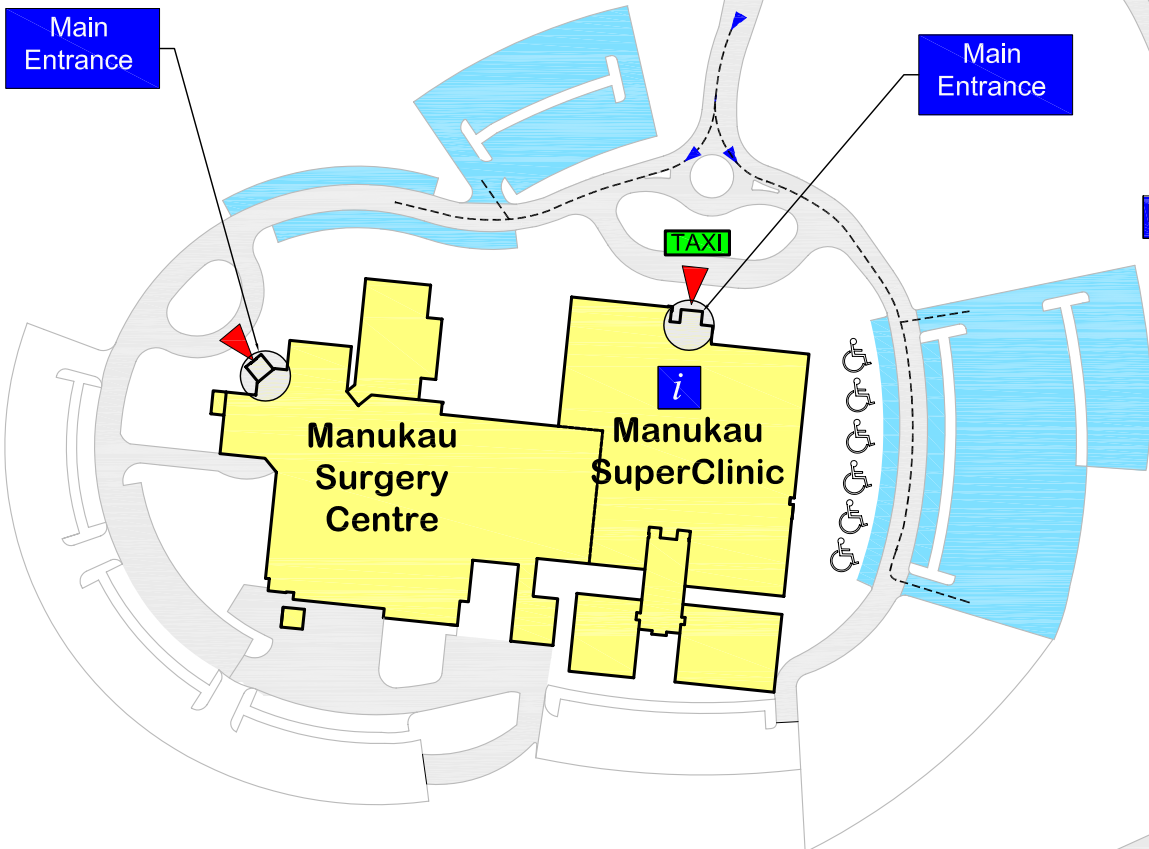 Main
Entrance
Main
Entrance
TAXI
i
Manukau
Surgery
Centre
Manukau
SuperClinic